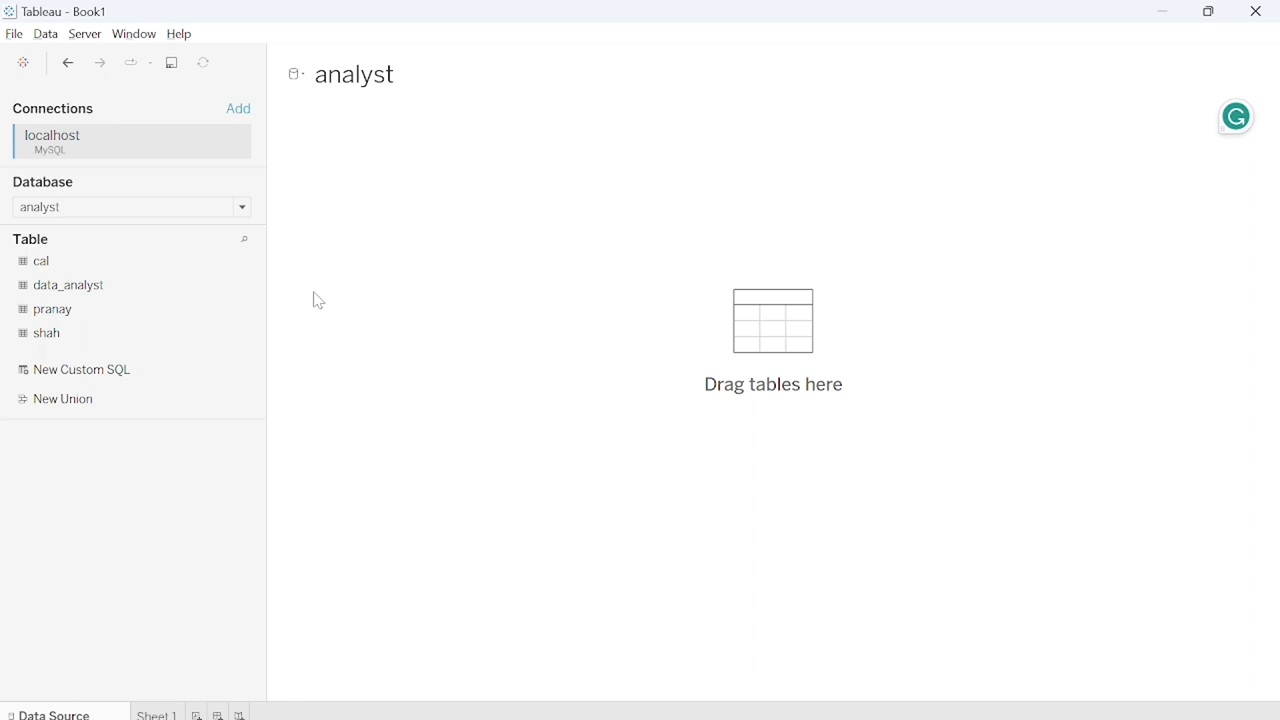 Tableau - Book1
File Data Server Window Help
Connections Add
localhost
MySQL
Database
analyst
Table
cal
data_analyst
pranay
shah
New Custom SQL
New Union
analyst
Drag tables here
Data Source Sheet 1